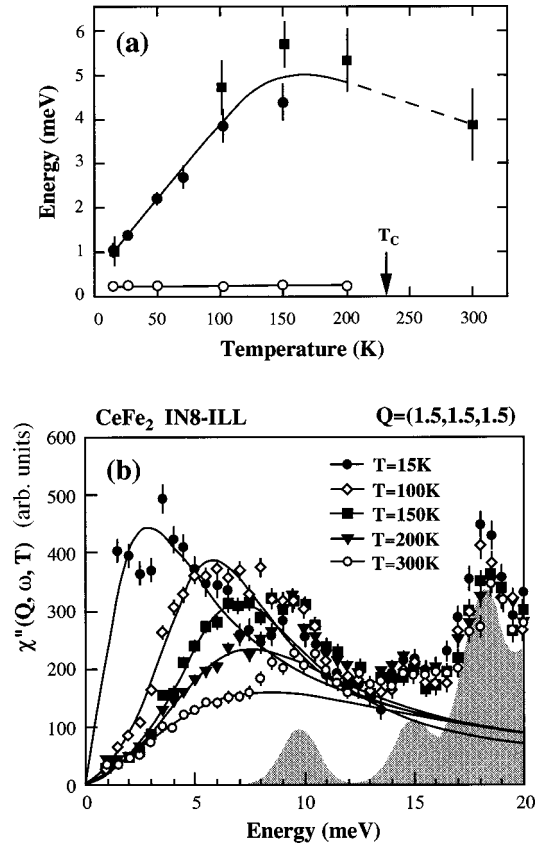 (a)
6
5
4
3
2
1
0
Energy (meV)
T_C
0 50 100 150 200 250 300
Temperature (K)
CeFe₂ IN8-ILL Q=(1.5,1.5,1.5)
(b)
600
500
400
300
200
100
0
χ"(Q, ω, T) (arb. units)
T=15K
T=100K
T=150K
T=200K
T=300K
0 5 10 15 20
Energy (meV)